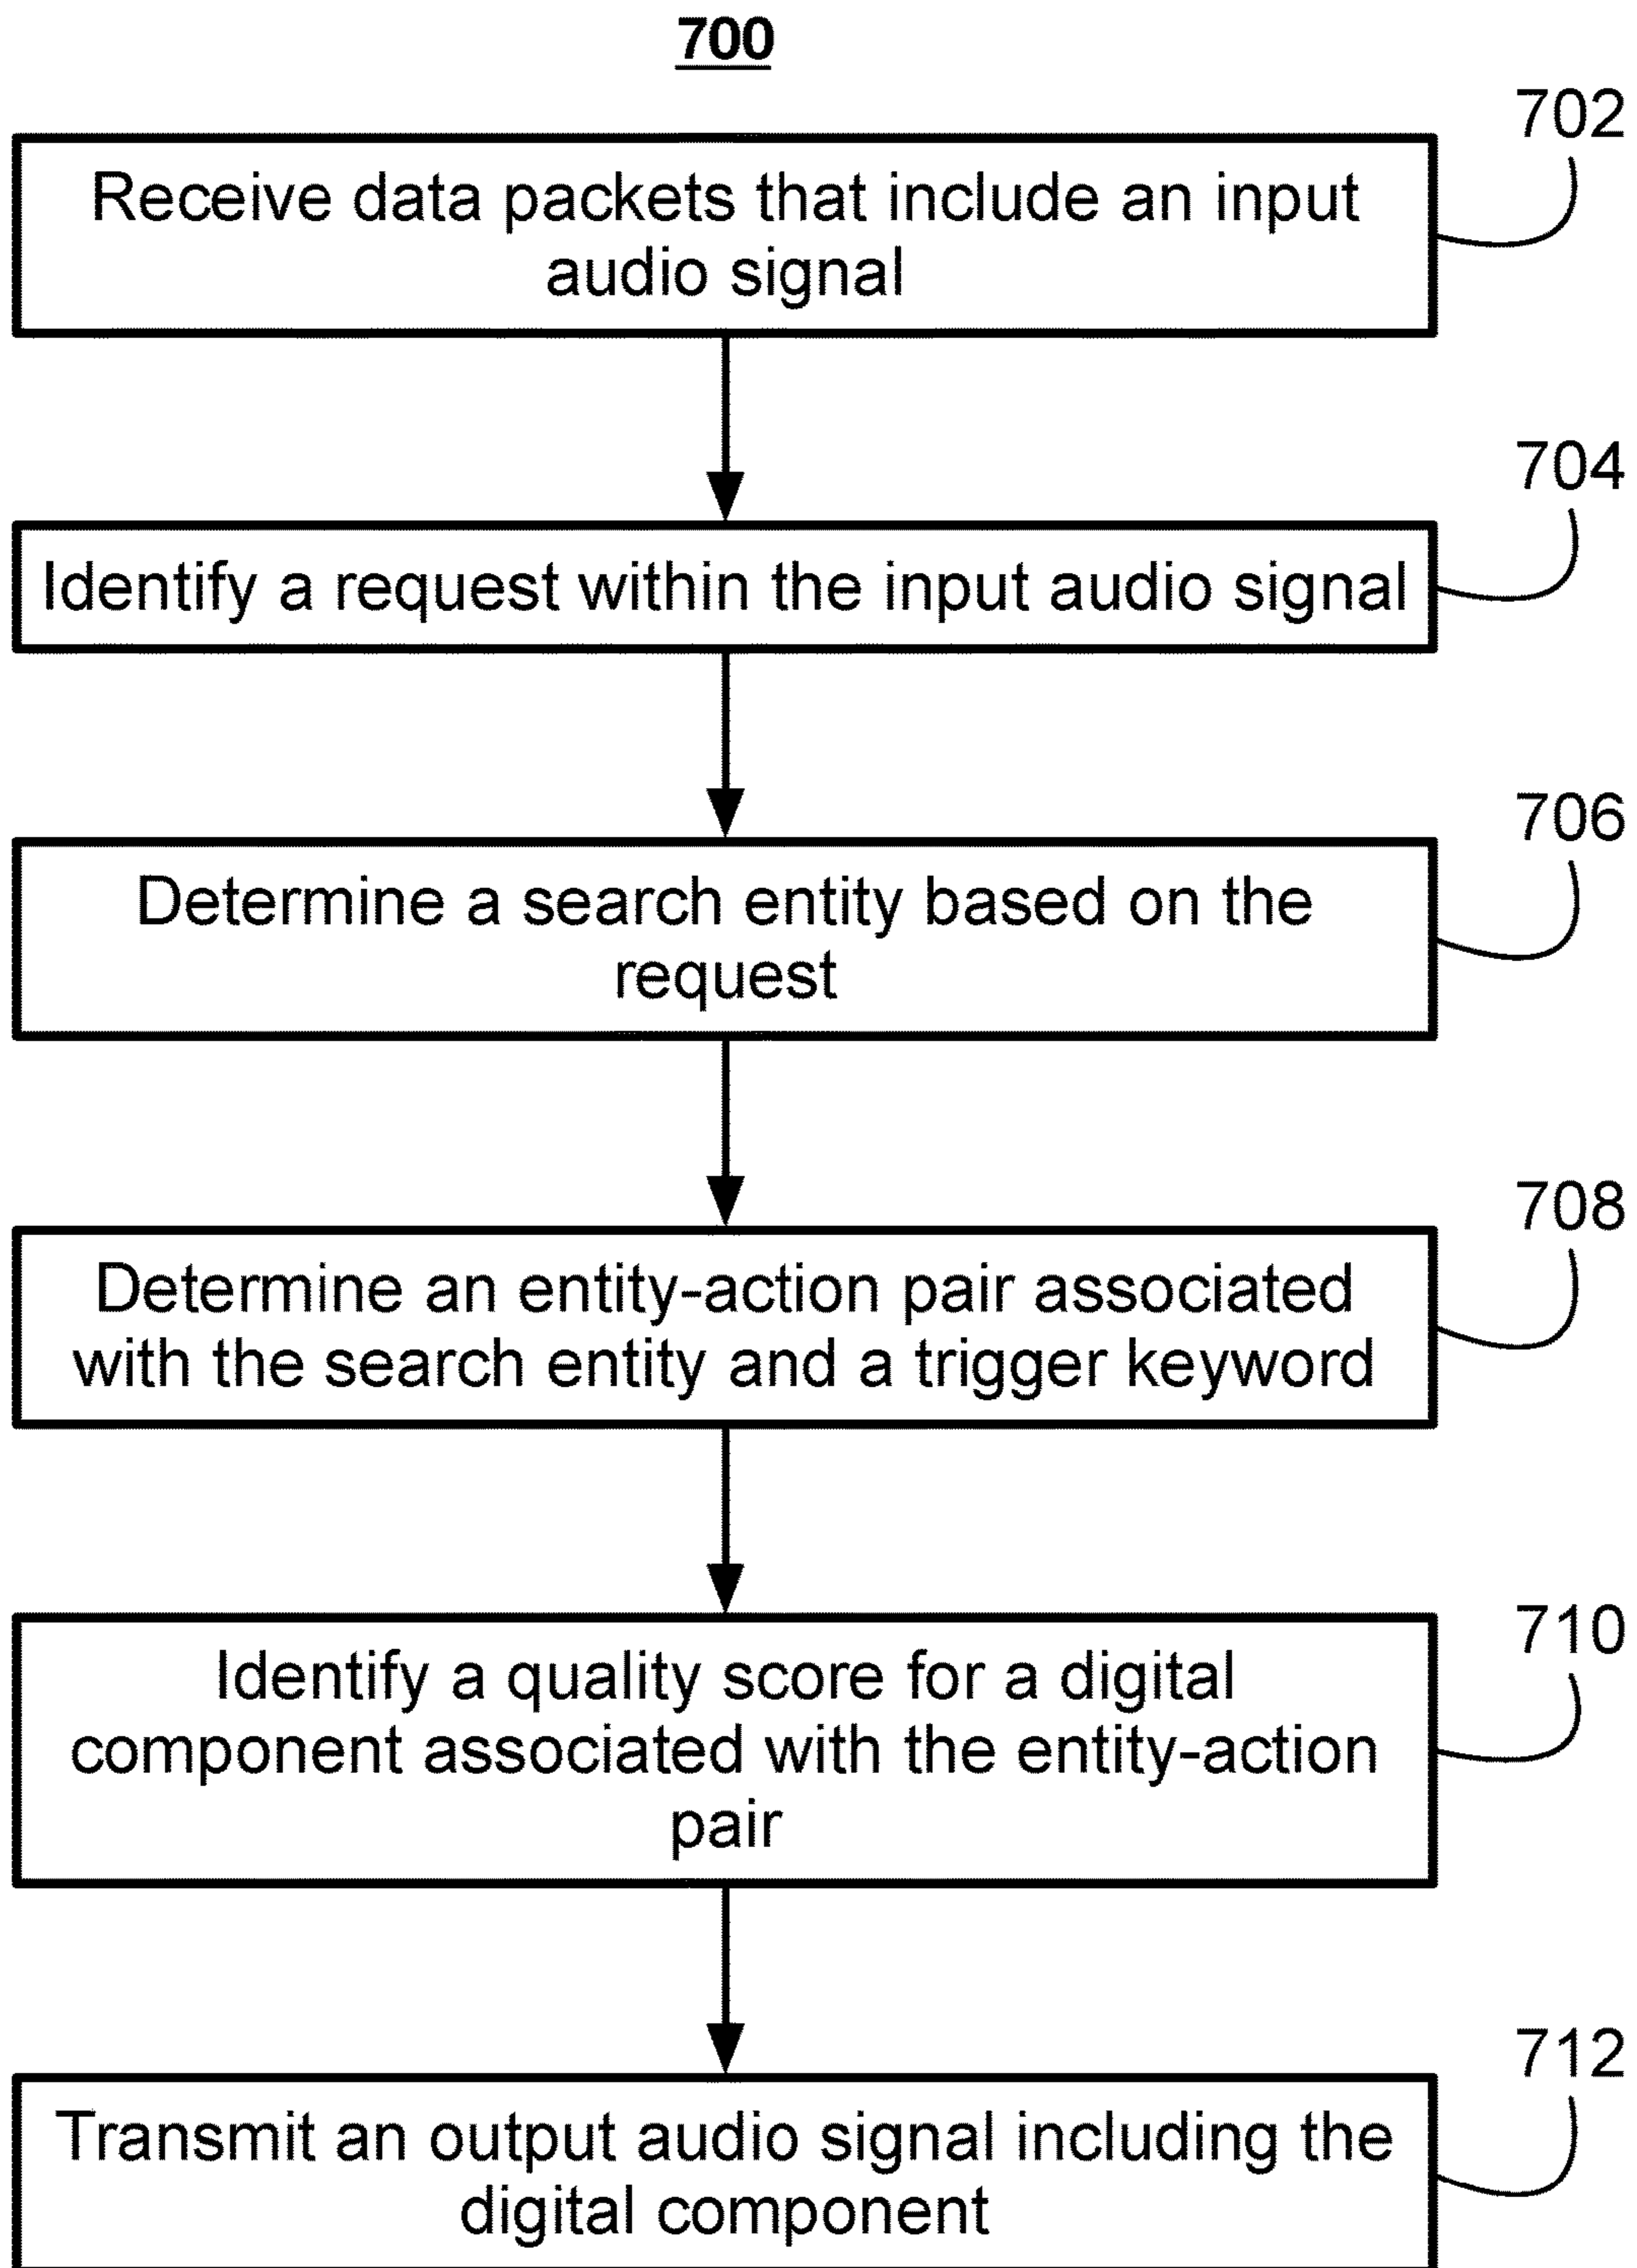 700
702
Receive data packets that include an input
audio signal
704
Identify a request within the input audio signal
706
Determine a search entity based on the
request
708
Determine an entity-action pair associated
with the search entity and a trigger keyword
710
Identify a quality score for a digital
component associated with the entity-action
pair
712
Transmit an output audio signal including the
digital component